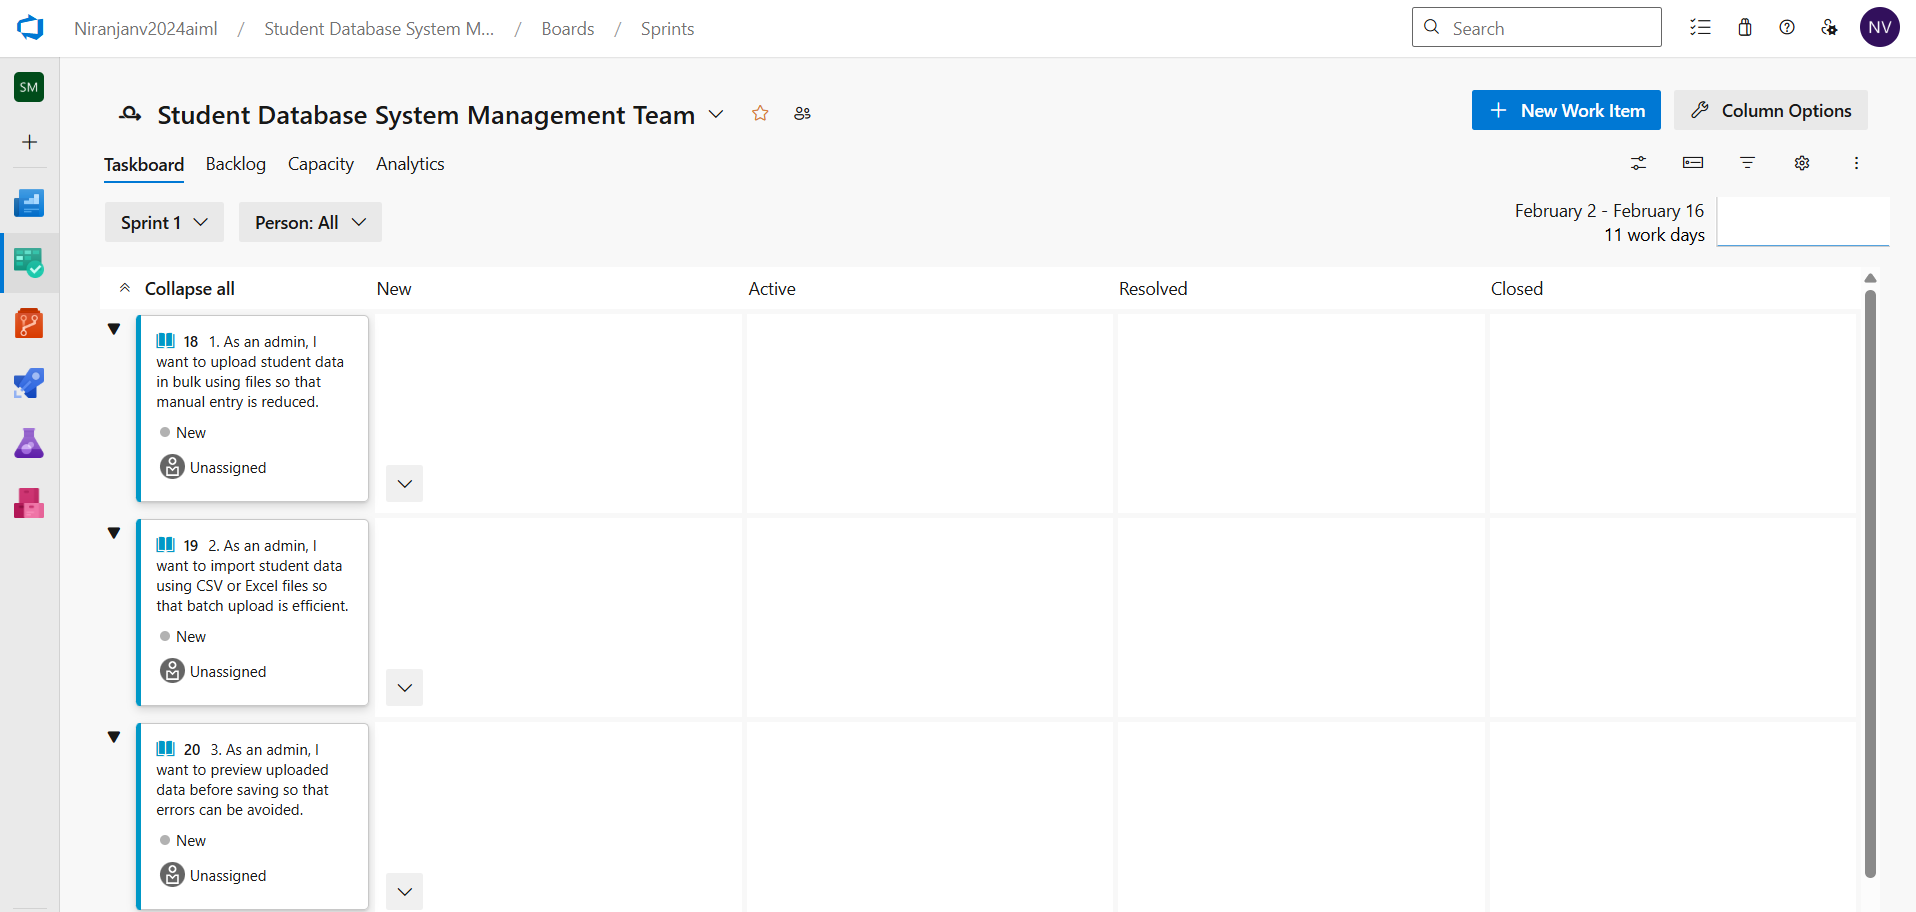 Niranjanv2024aiml / Student Database System M... / Boards / Sprints
Search
NV
SM
Student Database System Management Team
New Work Item
Column Options
Taskboard Backlog Capacity Analytics
Sprint 1
Person: All
February 2 - February 16
11 work days
Collapse all New Active Resolved Closed
18 1. As an admin, I
want to upload student data
in bulk using files so that
manual entry is reduced.
New
Unassigned
19 2. As an admin, I
want to import student data
using CSV or Excel files so
that batch upload is efficient.
New
Unassigned
20 3. As an admin, I
want to preview uploaded
data before saving so that
errors can be avoided.
New
Unassigned